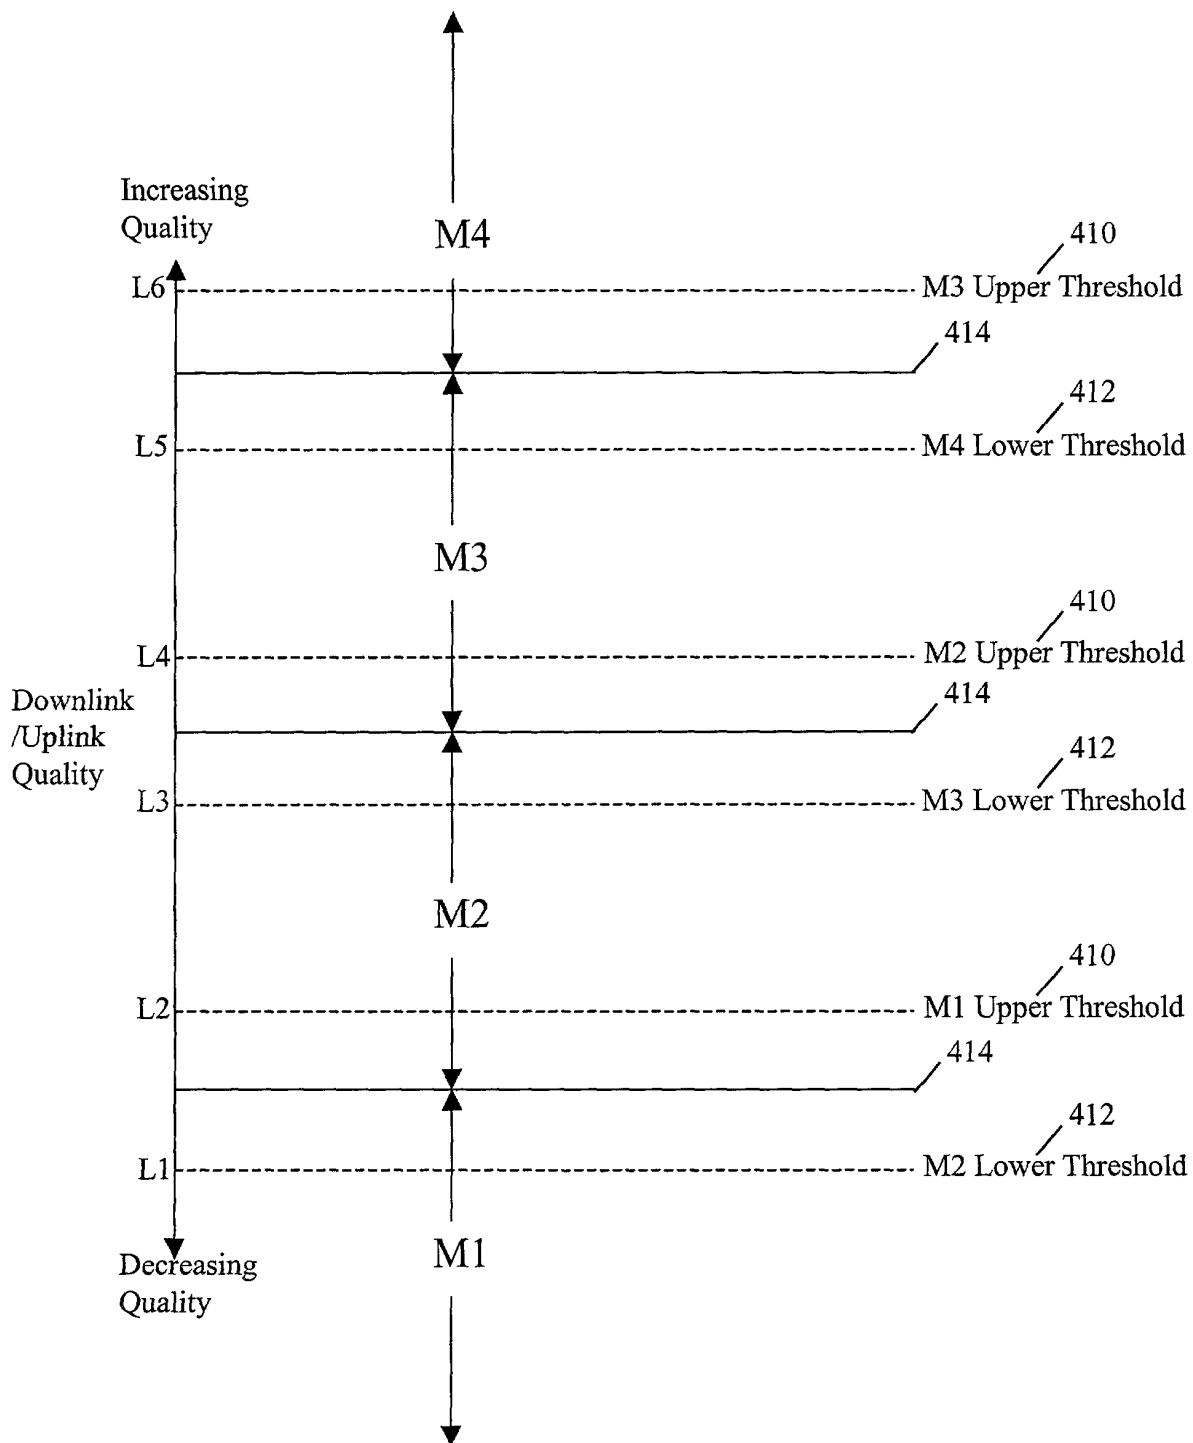 Increasing
Quality
M4
410
L6
M3 Upper Threshold
414
412
L5
M4 Lower Threshold
M3
410
L4
M2 Upper Threshold
414
Downlink
/Uplink
Quality
412
L3
M3 Lower Threshold
M2
410
L2
M1 Upper Threshold
414
412
L1
M2 Lower Threshold
M1
Decreasing
Quality